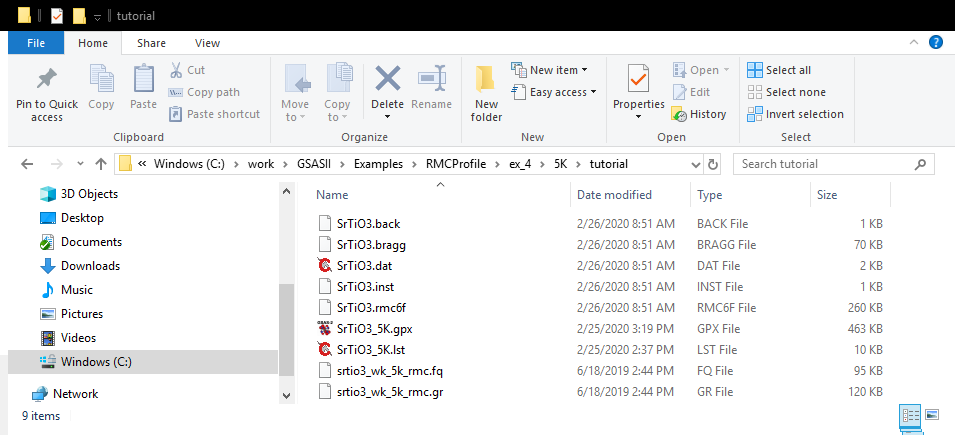 tutorial
File Home Share View
Pin to Quick access
Copy
Paste
Cut
Copy path
Paste shortcut
Clipboard
Move to
Copy to
Delete
Rename
Organize
New folder
New item
Easy access
New
Properties
Open
Edit
History
Open
Select all
Select none
Invert selection
Select
« Windows (C:) > work > GSASII > Examples > RMCProfile > ex_4 > 5K > tutorial
Search tutorial
3D Objects
Desktop
Documents
Downloads
Music
Pictures
Videos
Windows (C:)
Network
Name Date modified Type Size
SrTiO3.back 2/26/2020 8:51 AM BACK File 1 KB
SrTiO3.bragg 2/26/2020 8:51 AM BRAGG File 70 KB
SrTiO3.dat 2/26/2020 8:51 AM DAT File 2 KB
SrTiO3.inst 2/26/2020 8:51 AM INST File 1 KB
SrTiO3.rmc6f 2/26/2020 8:51 AM RMC6F File 260 KB
SrTiO3_5K.gpx 2/25/2020 3:19 PM GPX File 463 KB
SrTiO3_5K.lst 2/25/2020 2:37 PM LST File 10 KB
srtio3_wk_5k_rmc.fq 6/18/2019 2:44 PM FQ File 95 KB
srtio3_wk_5k_rmc.gr 6/18/2019 2:44 PM GR File 120 KB
9 items